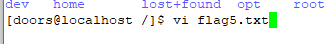 dev home lost+found opt root
[doors@localhost /]$ vi flag5.txt